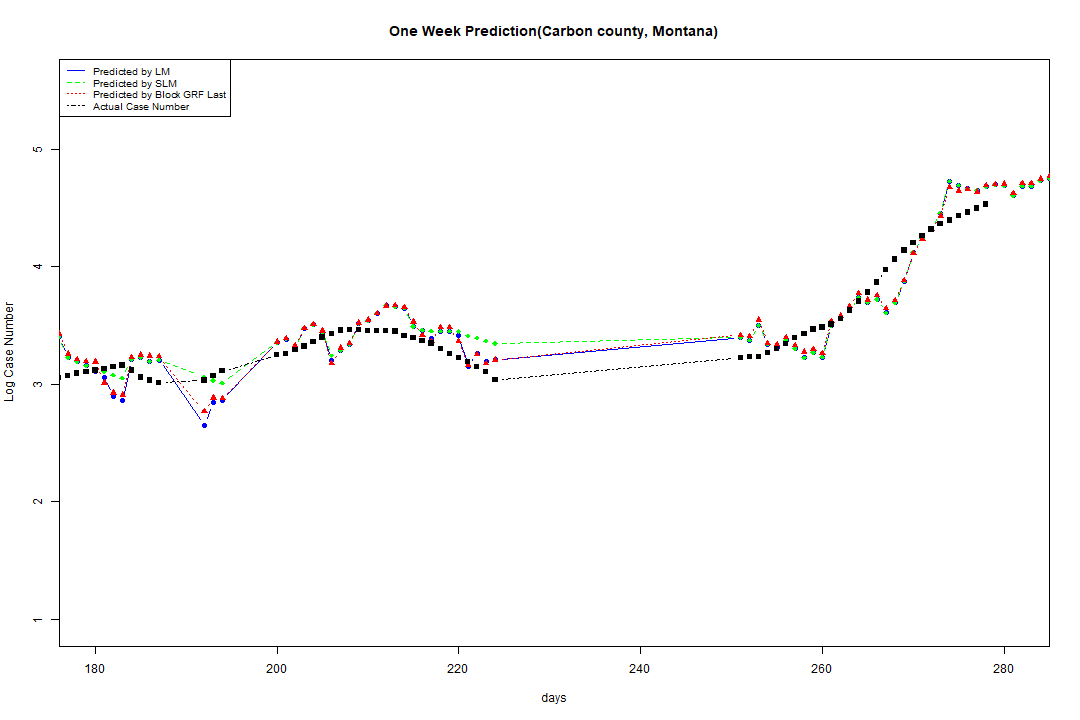 One Week Prediction(Carbon county, Montana)
Predicted by LM
Predicted by SLM
Predicted by Block GRF Last
Actual Case Number
Log Case Number
5
4
3
2
1
180 200 220 240 260 280
days